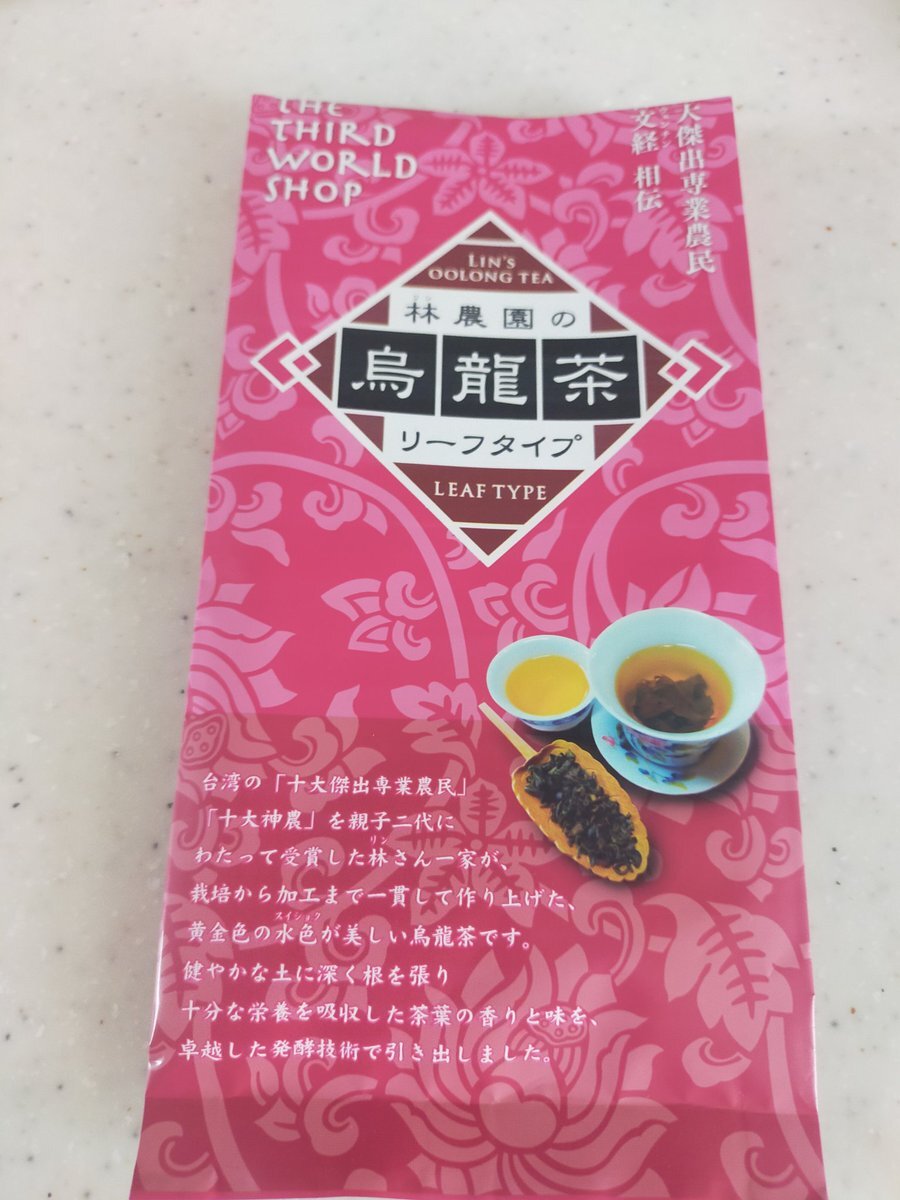 THE
THIRD
WORLD
SHOP
大傑出専業農民
文経 相伝
LIN'S
OOLONG TEA
林農園の
烏龍茶
リーフタイプ
LEAF TYPE
台湾の「十大傑出専業農民」
「十大神農」を親子二代に
わたって受賞した林さん一家が、
リン
栽培から加工まで一貫して作り上げた、
黄金色の水色が美しい烏龍茶です。
スイショク
健やかな土に深く根を張り
十分な栄養を吸収した茶葉の香りと味を、
卓越した発酵技術で引き出しました。